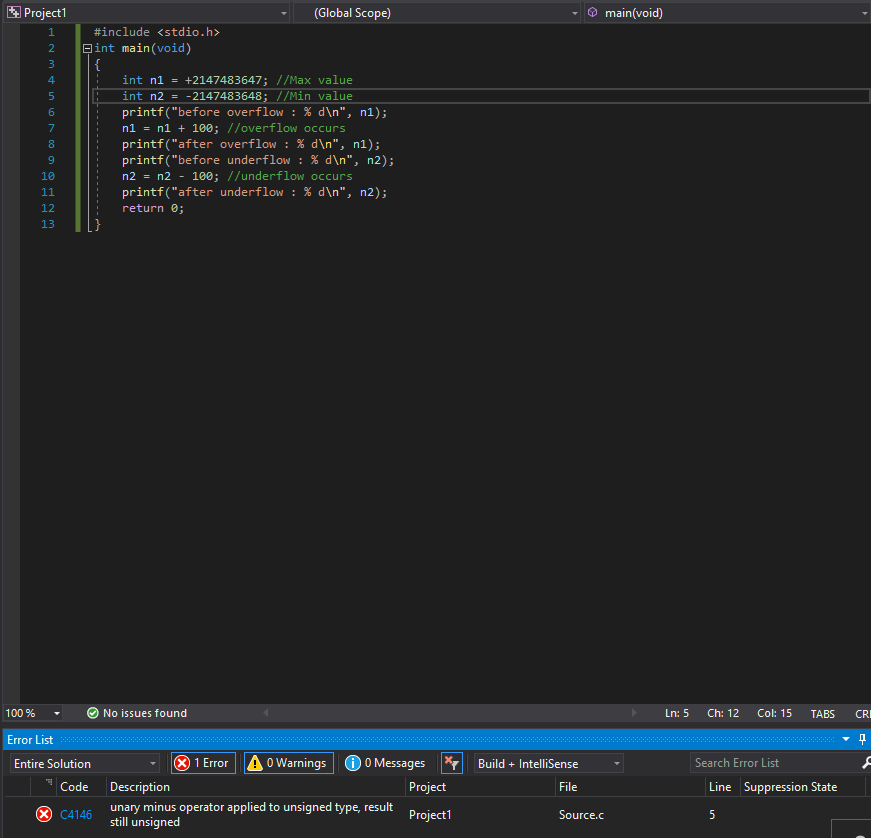 Project1 (Global Scope) main(void)
1 #include <stdio.h>
2 int main(void)
3 {
4 int n1 = +2147483647; //Max value
5 int n2 = -2147483648; //Min value
6 printf("before overflow : % d\n", n1);
7 n1 = n1 + 100; //overflow occurs
8 printf("after overflow : % d\n", n1);
9 printf("before underflow : % d\n", n2);
10 n2 = n2 - 100; //underflow occurs
11 printf("after underflow : % d\n", n2);
12 return 0;
13 }
100 % No issues found Ln: 5 Ch: 12 Col: 15 TABS
Error List
Entire Solution 1 Error 0 Warnings 0 Messages Build + IntelliSense Search Error List
Code Description Project File Line Suppression State
C4146 unary minus operator applied to unsigned type, result Project1 Source.c 5
still unsigned